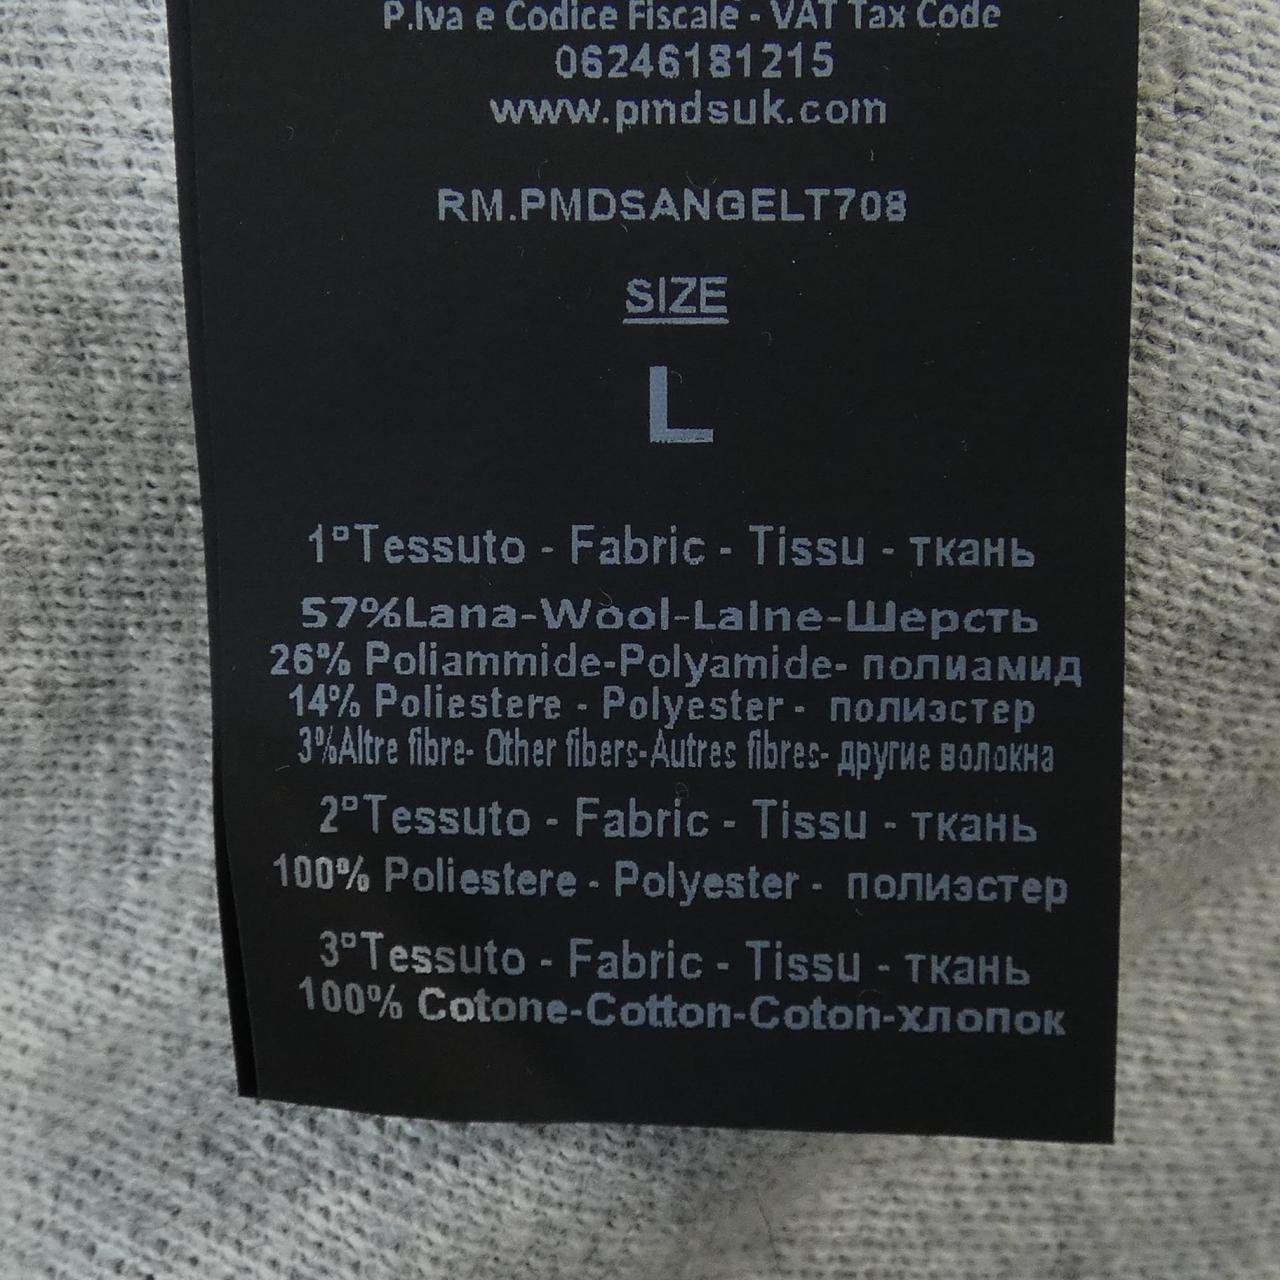 P.Iva e Codice Fiscale - VAT Tax Code
06246181215
www.pmdsuk.com
RM.PMDSANGELT708
SIZE
L
1°Tessuto - Fabric - Tissu - ткань
57%Lana-Wool-Laine-Шерсть
26% Poliammide-Polyamide- полиамид
14% Poliestere - Polyester - полиэстер
3%Altre fibre- Other fibers-Autres fibres- другие волокна
2°Tessuto - Fabric - Tissu - ткань
100% Poliestere - Polyester - полиэстер
3°Tessuto - Fabric - Tissu - ткань
100% Cotone-Cotton-Coton-хлопок